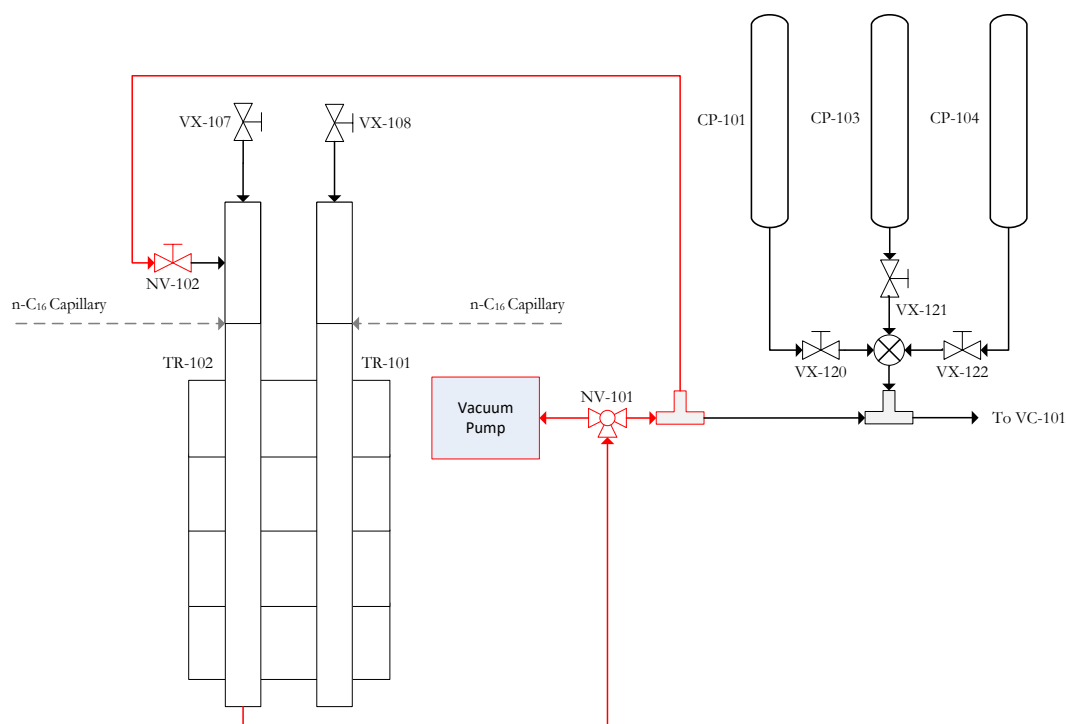 CP-101
CP-103
CP-104
VX-107
VX-108
NV-102
n-C₁₆ Capillary
n-C₁₆ Capillary
VX-121
TR-102
TR-101
VX-120
VX-122
NV-101
Vacuum
Pump
To VC-101